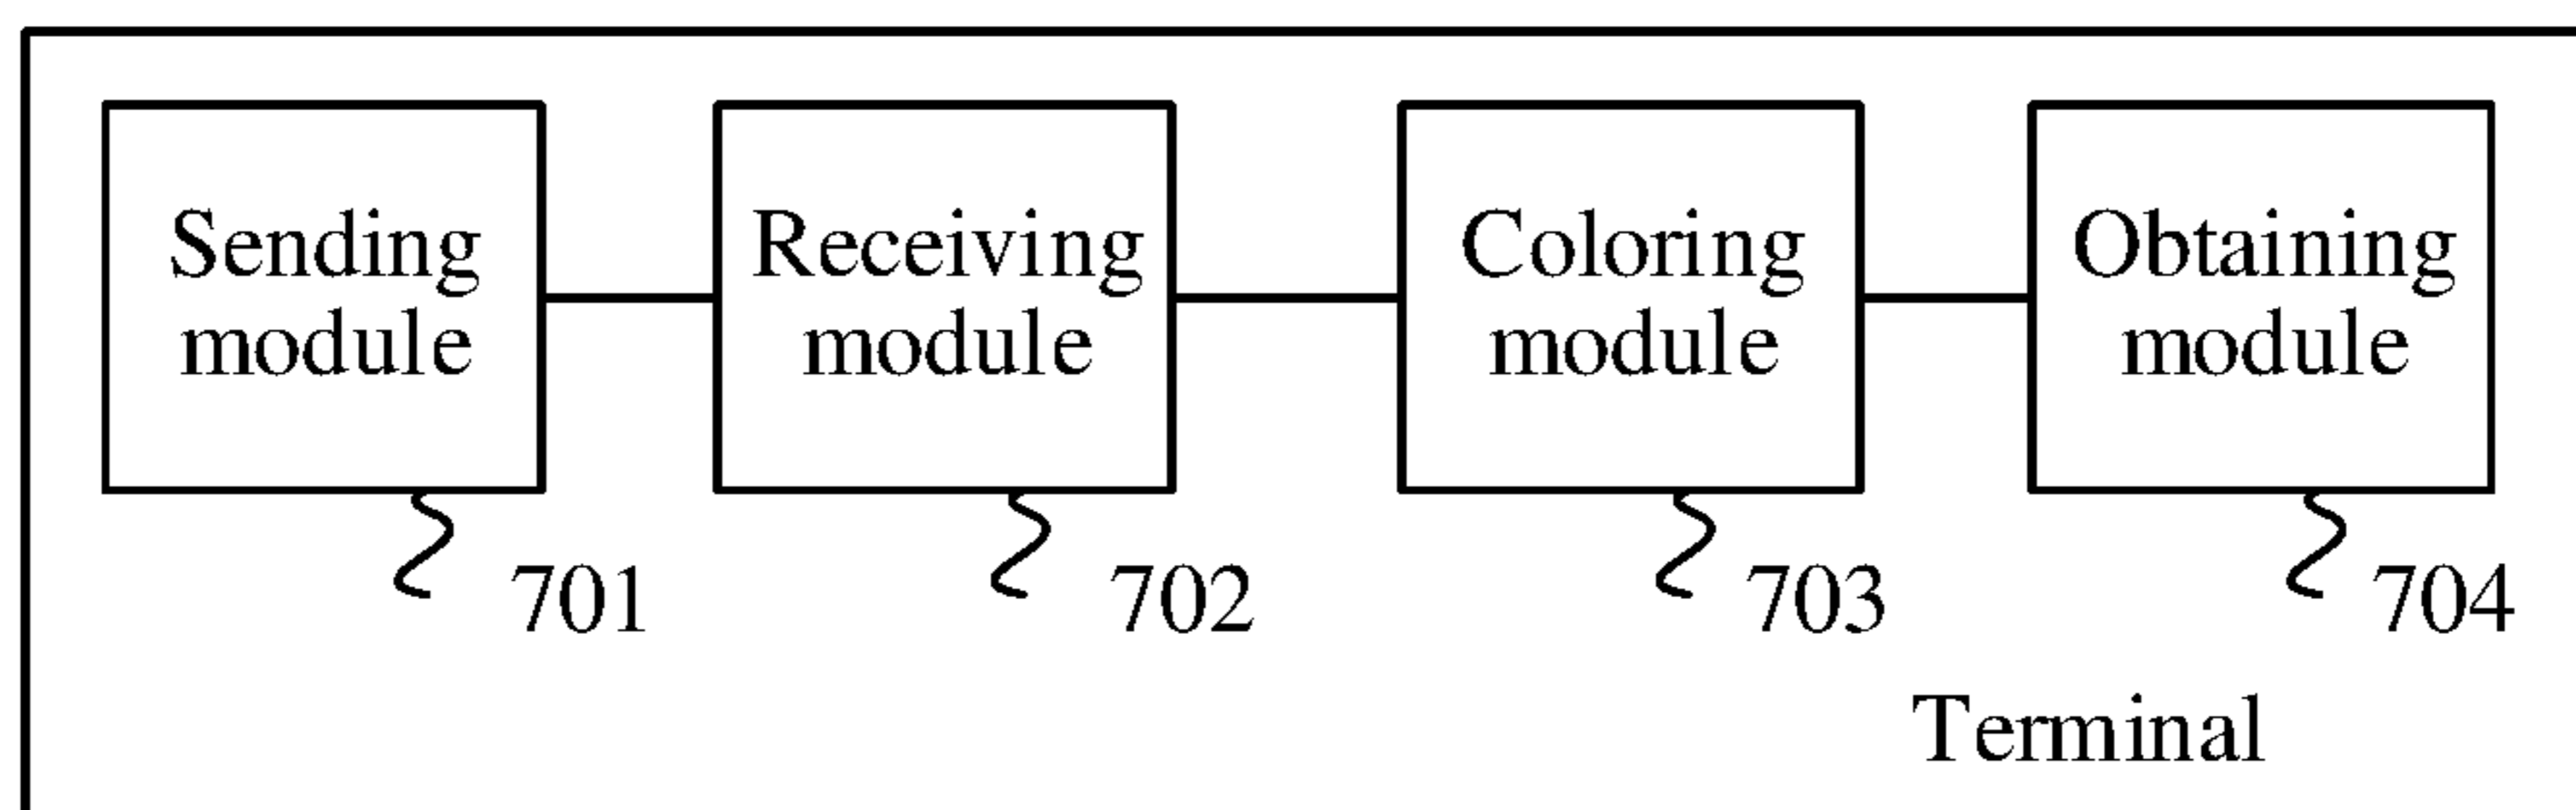 Sending
module
Receiving
module
Coloring
module
Obtaining
module
701
702
703
704
Terminal